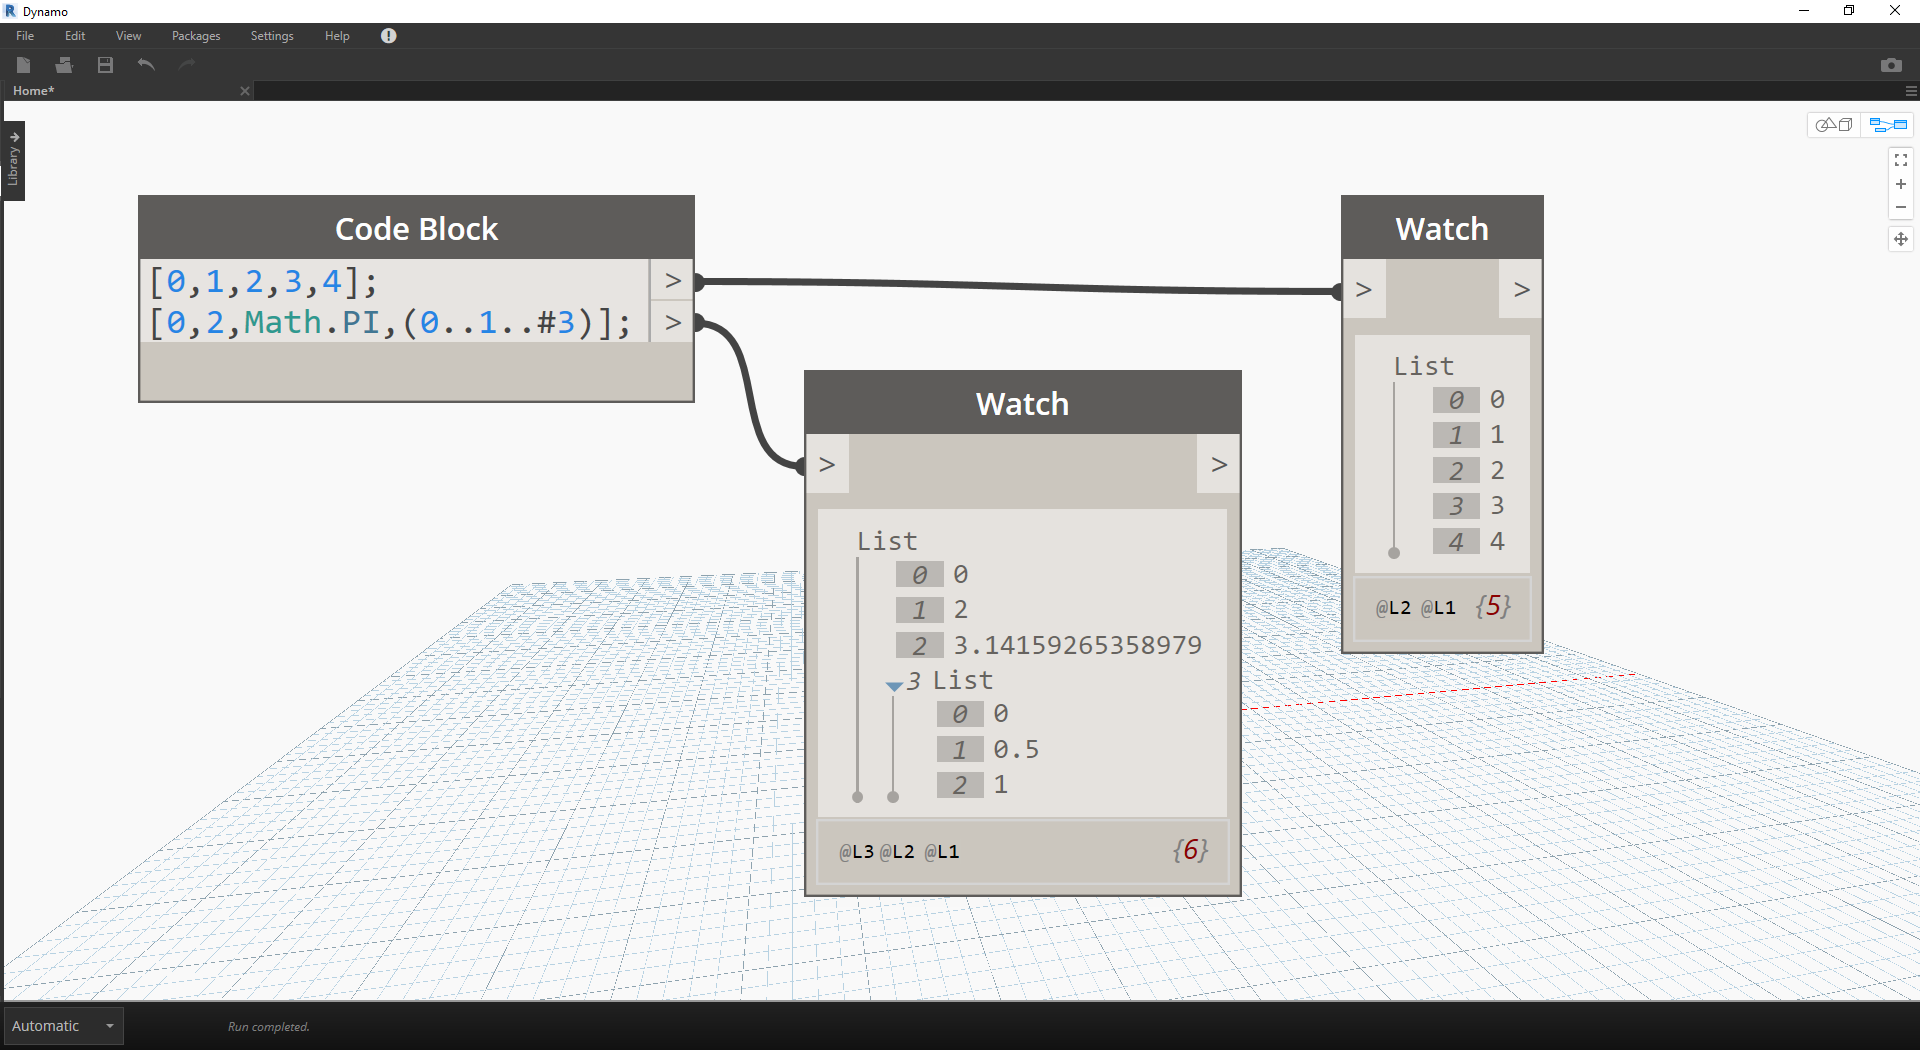 Dynamo
File Edit View Packages Settings Help
Home*
Library
Code Block
[0,1,2,3,4]; >
[0,2,Math.PI,(0..1..#3)]; >
Watch
> >
List
0 0
1 2
2 3.14159265358979
3 List
0 0
1 0.5
2 1
@L3 @L2 @L1 {6}
Watch
> >
List
0 0
1 1
2 2
3 3
4 4
@L2 @L1 {5}
Automatic
Run completed.